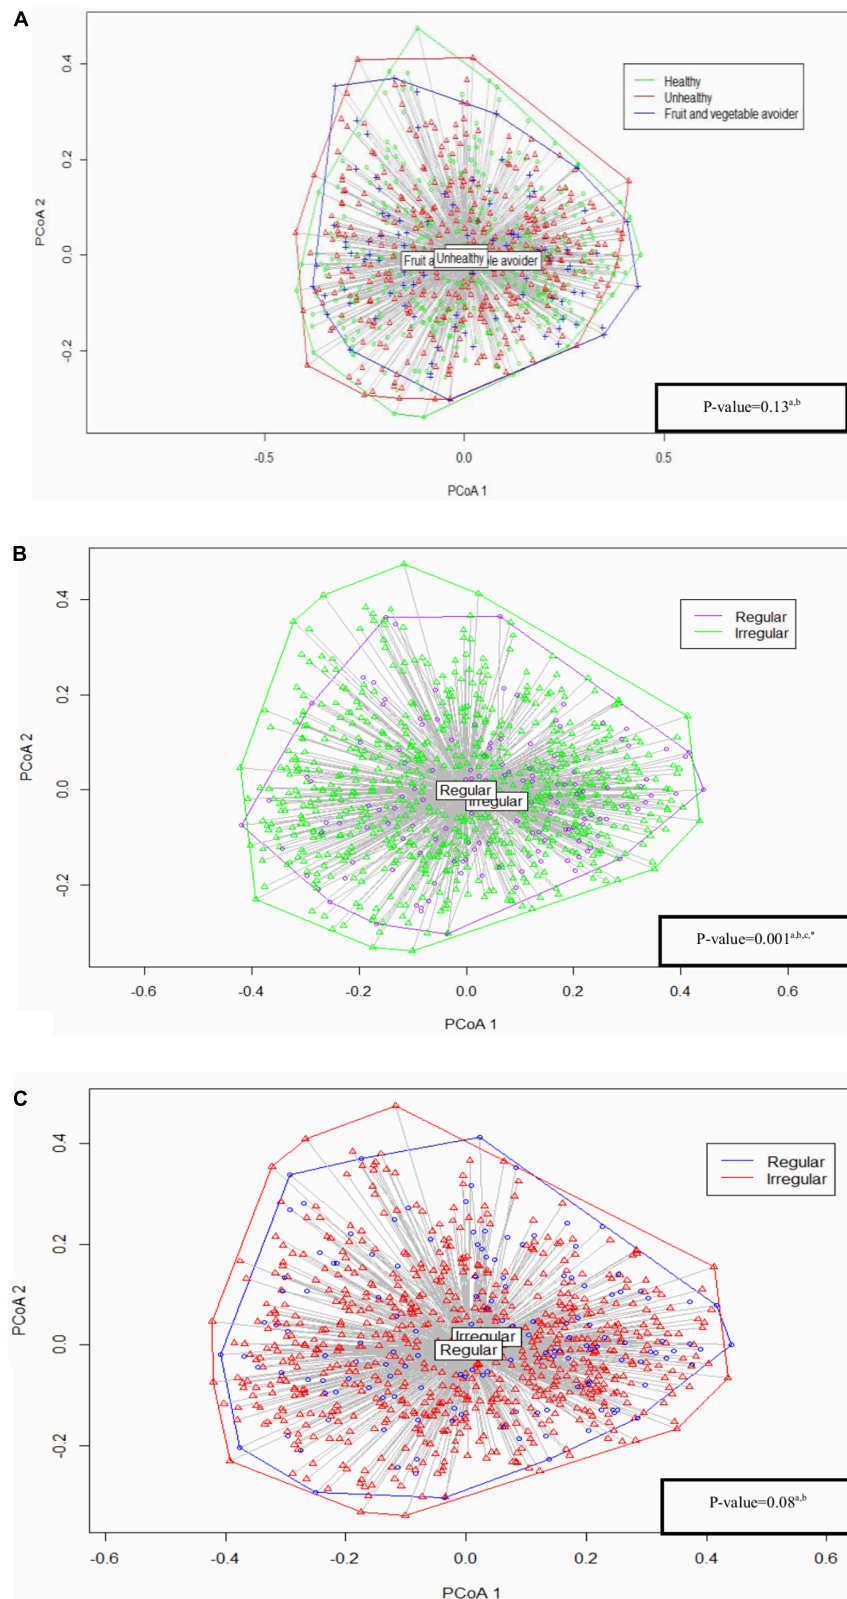 A
0.4
0.2
0.0
-0.2
PCoA 2
Healthy
Unhealthy
Fruit and vegetable avoider
Fruit a
Unhealthy
le avoider
P-value=0.13a,b
-0.5
0.0
0.5
PCoA 1
B
0.4
0.2
0.0
-0.2
PCoA 2
Regular
Irregular
Regular
Irregular
P-value=0.001a,b,c,*
-0.6
-0.4
-0.2
0.0
0.2
0.4
0.6
PCoA 1
C
0.4
0.2
0.0
-0.2
PCoA 2
Regular
Irregular
Irregular
Regular
P-value=0.08a,b
-0.6
-0.4
-0.2
0.0
0.2
0.4
0.6
PCoA 1